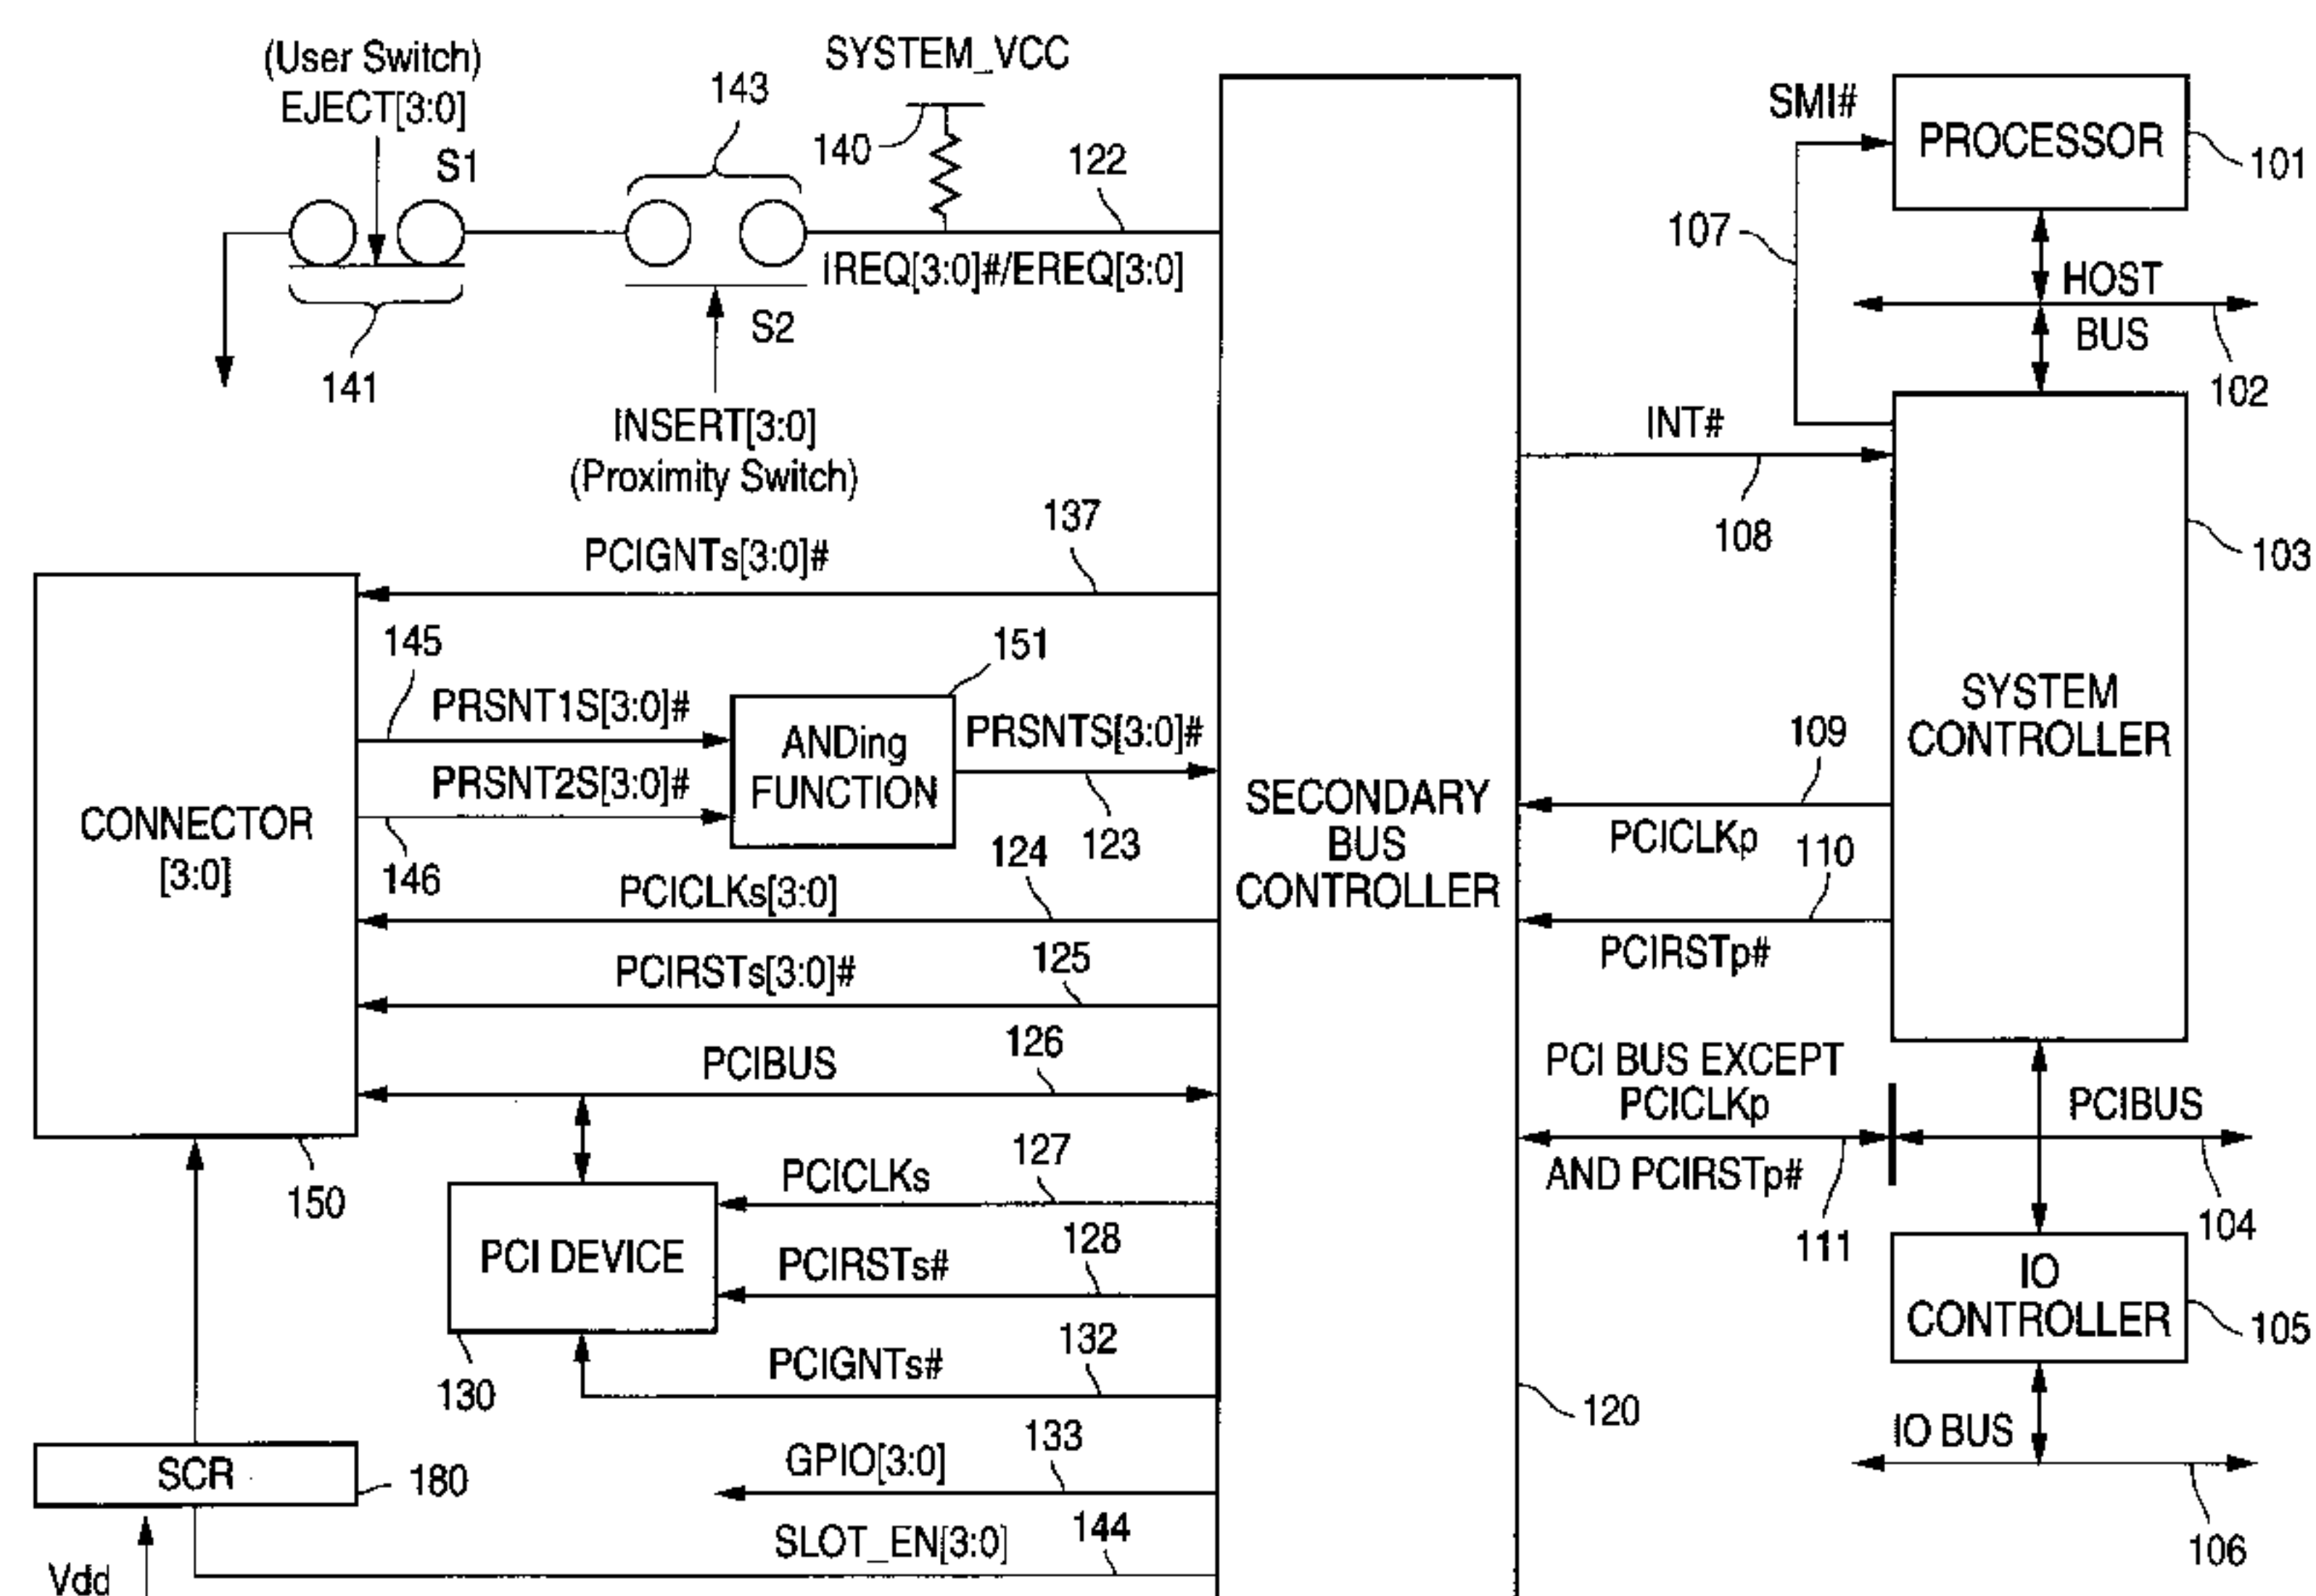 (User Switch)
EJECT[3:0]
S1
143
SYSTEM_VCC
140
122
IREQ[3:0]#/EREQ[3:0]
141
S2
INSERT[3:0]
(Proximity Switch)
SMI#
PROCESSOR
101
107
HOST
BUS
102
INT#
108
103
SYSTEM
CONTROLLER
137
PCIGNTs[3:0]#
145
PRSNT1S[3:0]#
151
ANDing
FUNCTION
PRSNTS[3:0]#
PRSNT2S[3:0]#
123
146
CONNECTOR
[3:0]
124
PCICLKs[3:0]
125
PCIRSTs[3:0]#
126
PCIBUS
SECONDARY
BUS
CONTROLLER
109
PCICLKp
110
PCIRSTp#
PCI BUS EXCEPT
PCICLKp
AND PCIRSTp#
111
PCIBUS
104
150
127
PCICLKs
PCI DEVICE
128
PCIRSTs#
132
PCIGNTs#
130
120
IO
CONTROLLER
105
IO BUS
106
133
GPIO[3:0]
SCR
180
144
SLOT_EN[3:0]
Vdd